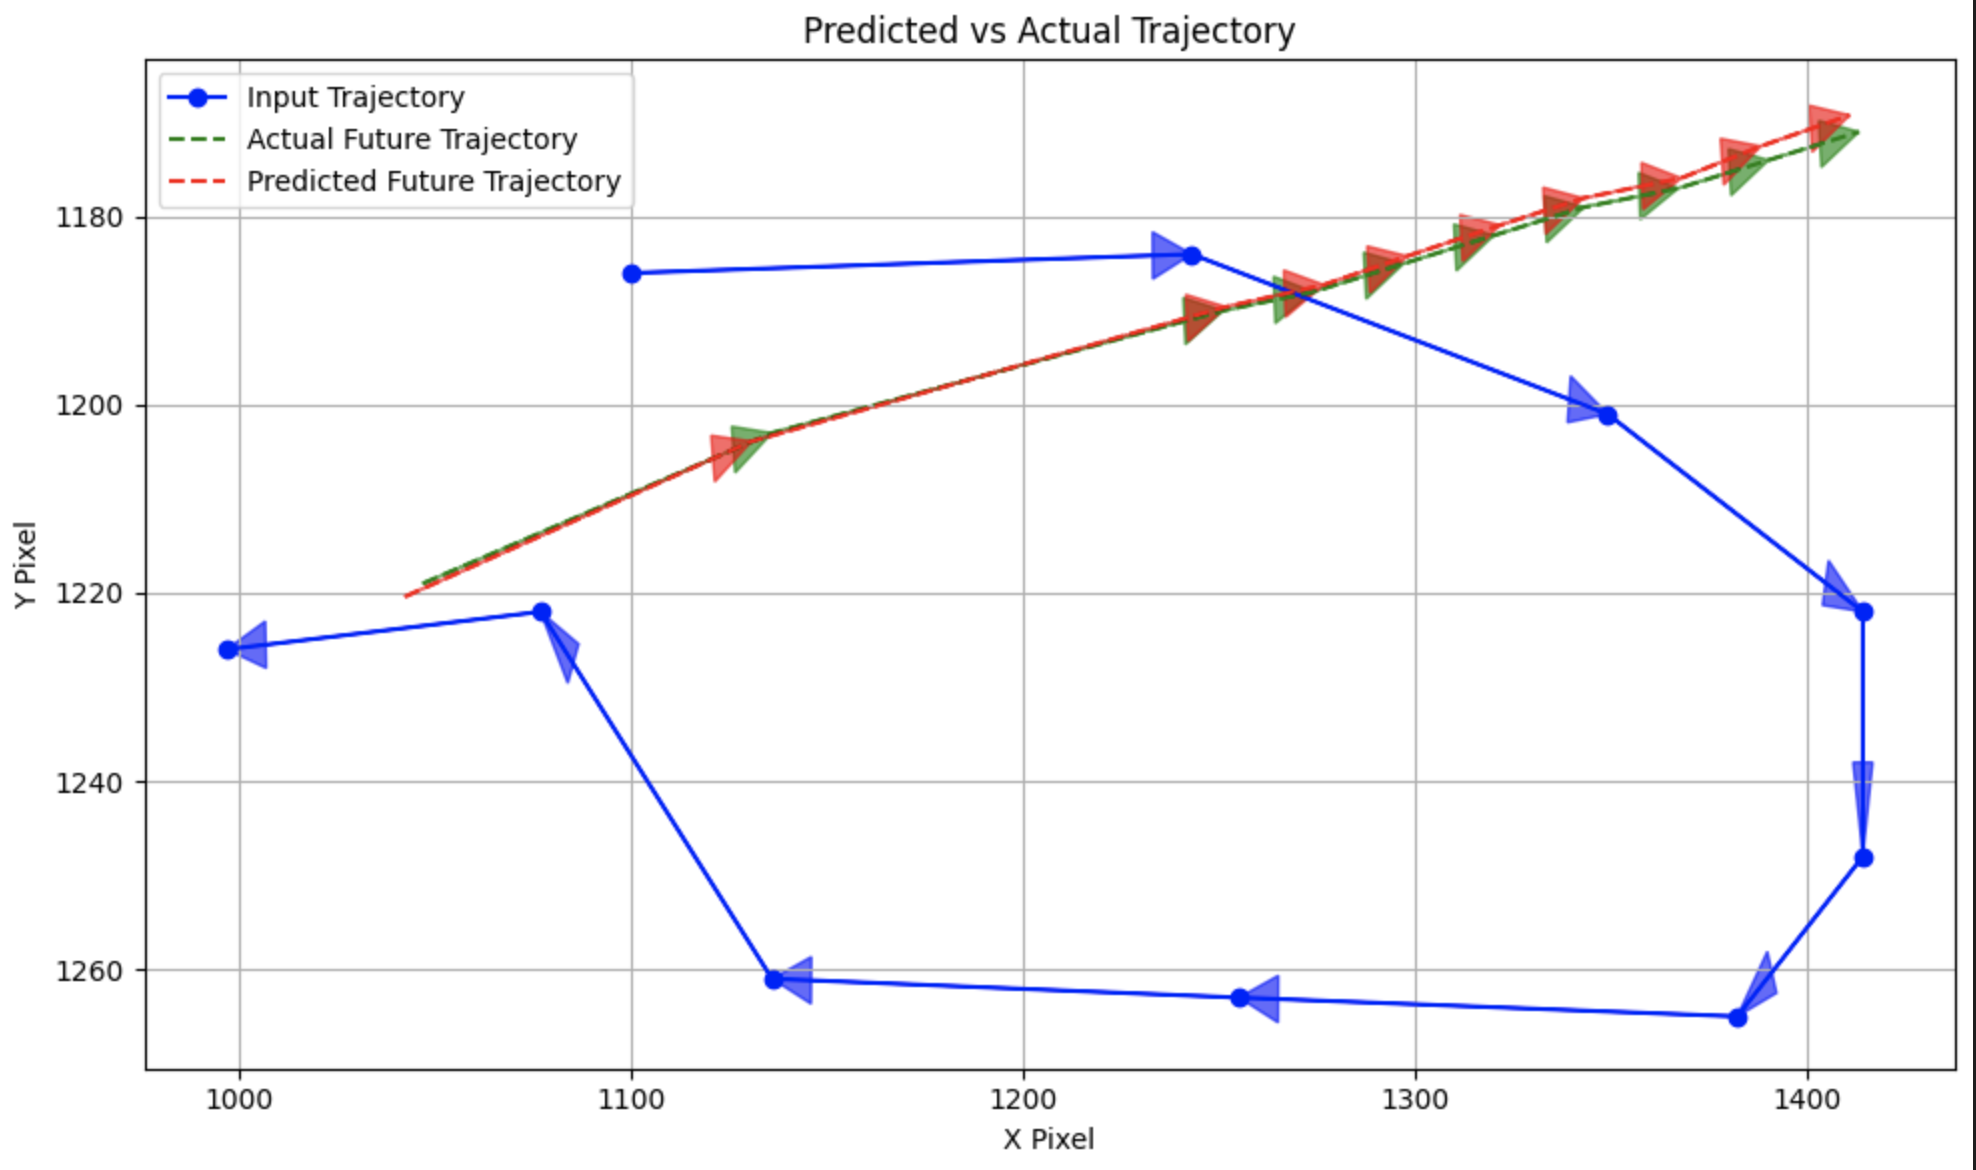 Predicted vs Actual Trajectory
Input Trajectory
Actual Future Trajectory
Predicted Future Trajectory
1180
1200
1220
1240
1260
Y Pixel
1000 1100 1200 1300 1400
X Pixel